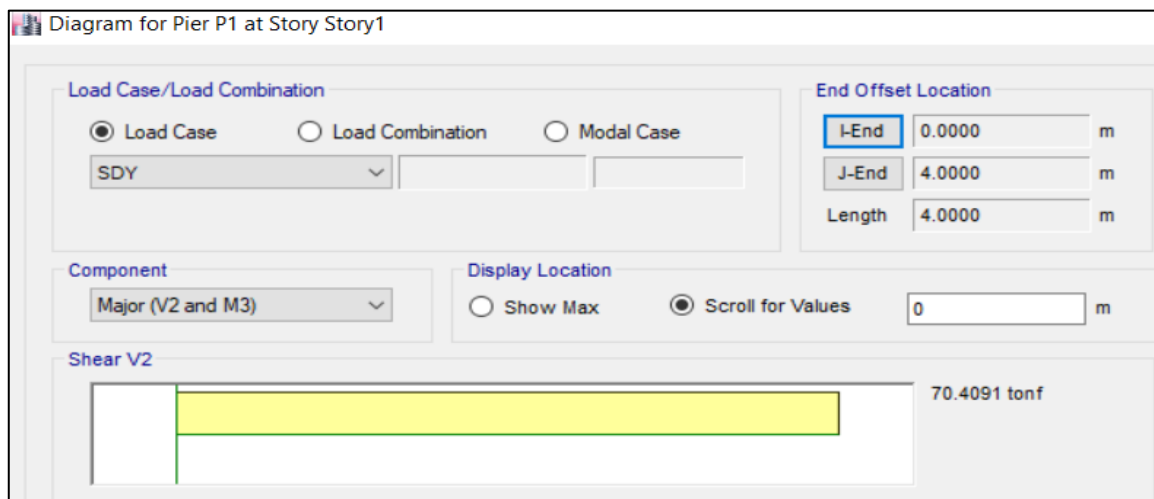 Diagram for Pier P1 at Story Story1
Load Case/Load Combination
Load Case Load Combination Modal Case
SDY
End Offset Location
I-End 0.0000 m
J-End 4.0000 m
Length 4.0000 m
Component
Major (V2 and M3)
Display Location
Show Max Scroll for Values 0 m
Shear V2
70.4091 tonf